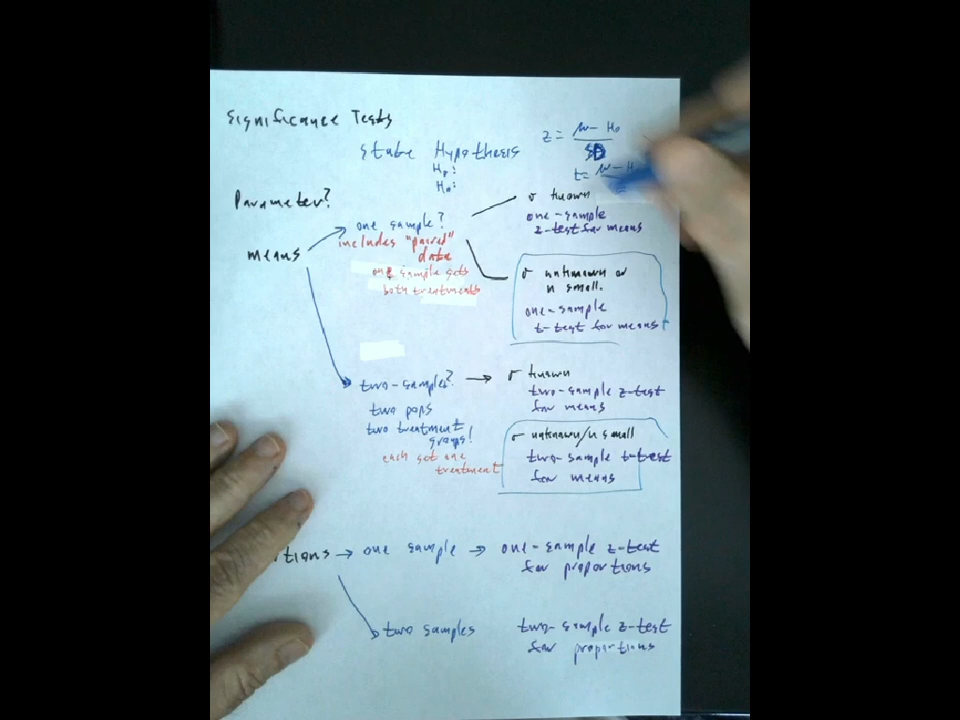 Significance Tests
State Hypothesis
Ho:
Ha:
z = μ - Ho
SD
t = μ - H
Parameter?
means
one sample?
includes "paired"
data
one sample gets
both treatments
σ known
one-sample
z-test for means
σ unknown or
n small
one-sample
t-test for means
two-sample?
two pops
two treatment
groups!
each got one
treatment
σ known
two-sample z-test
for means
σ unknown/n small
two-sample t-test
for means
tions → one sample → one-sample z-test
for proportions
two samples
two-sample z-test
for proportions